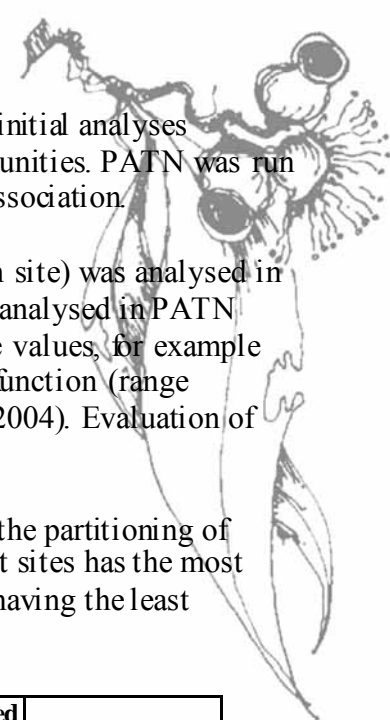 initial analyses
unities. PATN was run
ssociation.
n site) was analysed in
analysed in PATN
e values, for example
function (range
2004). Evaluation of
the partitioning of
t sites has the most
having the least
ed